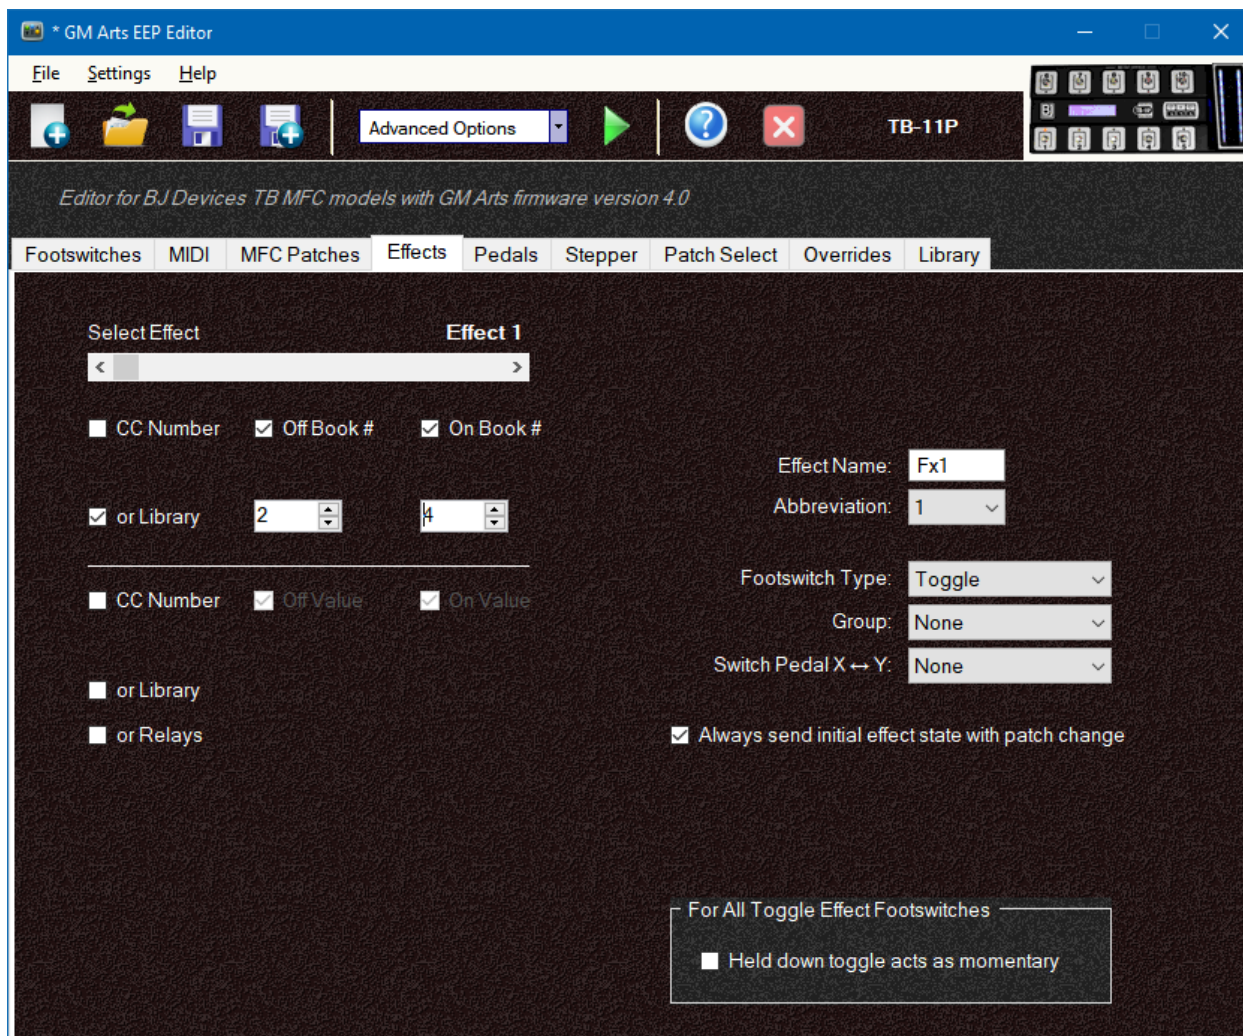 * GM Arts EEP Editor
File Settings Help
Advanced Options
TB-11P
BJ
Editor for BJ Devices TB MFC models with GM Arts firmware version 4.0
Footswitches MIDI MFC Patches Effects Pedals Stepper Patch Select Overrides Library
Select Effect Effect 1
CC Number Off Book # On Book #
Effect Name: Fx1
Abbreviation: 1
or Library 2 4
Footswitch Type: Toggle
CC Number Off Value On Value
Group: None
Switch Pedal X ↔ Y: None
or Library
or Relays
Always send initial effect state with patch change
For All Toggle Effect Footswitches
Held down toggle acts as momentary